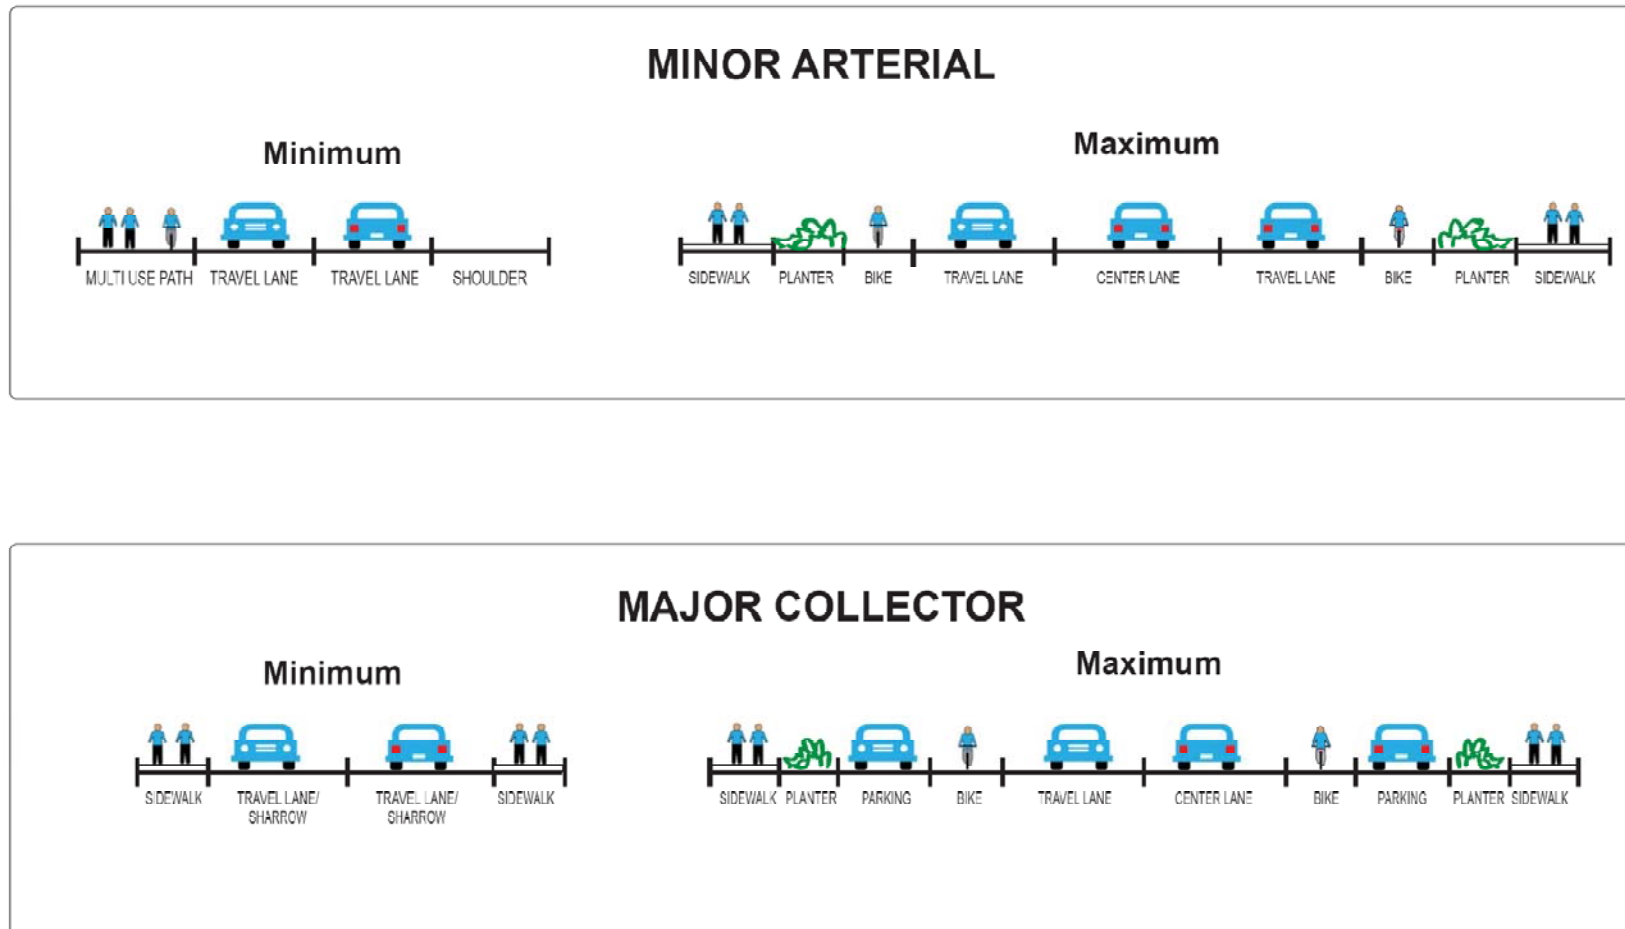 MINOR ARTERIAL
Minimum
Maximum
MULTI USE PATH TRAVEL LANE TRAVEL LANE SHOULDER
SIDEWALK PLANTER BIKE TRAVEL LANE CENTER LANE TRAVEL LANE BIKE PLANTER SIDEWALK
MAJOR COLLECTOR
Minimum
Maximum
SIDEWALK TRAVEL LANE/ TRAVEL LANE/ SIDEWALK
SHARROW SHARROW
SIDEWALK PLANTER PARKING BIKE TRAVEL LANE CENTER LANE BIKE PARKING PLANTER SIDEWALK